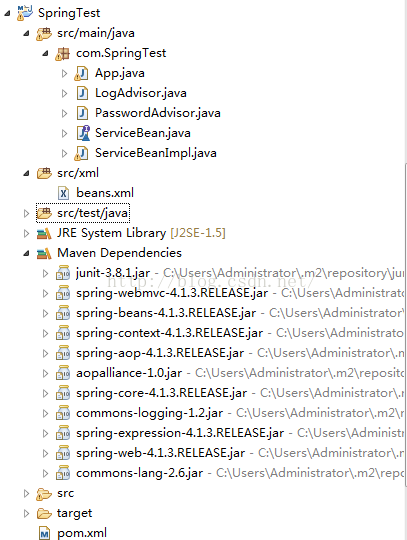 SpringTest
src/main/java
com.SpringTest
App.java
LogAdvisor.java
PasswordAdvisor.java
ServiceBean.java
ServiceBeanImpl.java
src/xml
beans.xml
src/test/java
JRE System Library [J2SE-1.5]
Maven Dependencies
junit-3.8.1.jar - C:\Users\Administrator\.m2\repository\jun
spring-webmvc-4.1.3.RELEASE.jar - C:\Users\Administrat
spring-beans-4.1.3.RELEASE.jar - C:\Users\Administrator
spring-context-4.1.3.RELEASE.jar - C:\Users\Administrato
spring-aop-4.1.3.RELEASE.jar - C:\Users\Administrator\.m
aopalliance-1.0.jar - C:\Users\Administrator\.m2\reposito
spring-core-4.1.3.RELEASE.jar - C:\Users\Administrator\.
commons-logging-1.2.jar - C:\Users\Administrator\.m2\r
spring-expression-4.1.3.RELEASE.jar - C:\Users\Administ
spring-web-4.1.3.RELEASE.jar - C:\Users\Administrator\.
commons-lang-2.6.jar - C:\Users\Administrator\.m2\repo
src
target
pom.xml
http://blog.csdn.net/